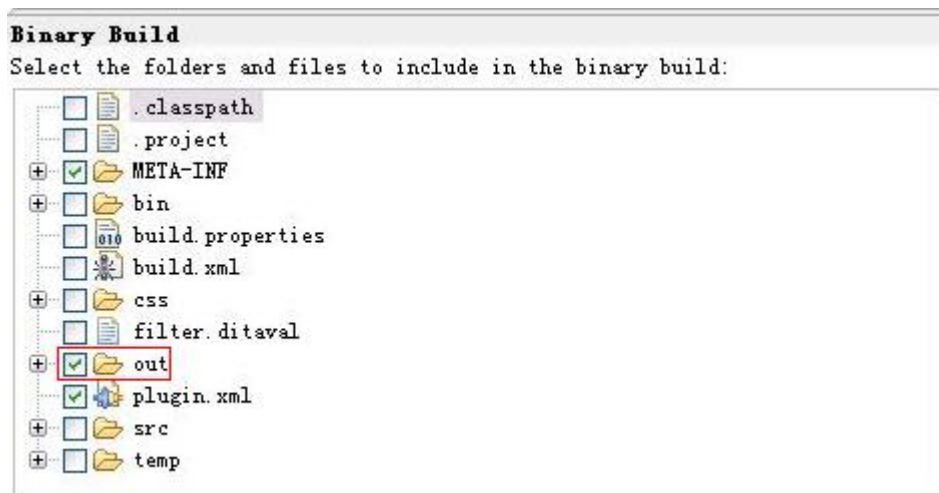 Binary Build
Select the folders and files to include in the binary build:
.classpath
.project
META-INF
bin
010 build.properties
build.xml
css
filter.ditaval
out
plugin.xml
src
temp